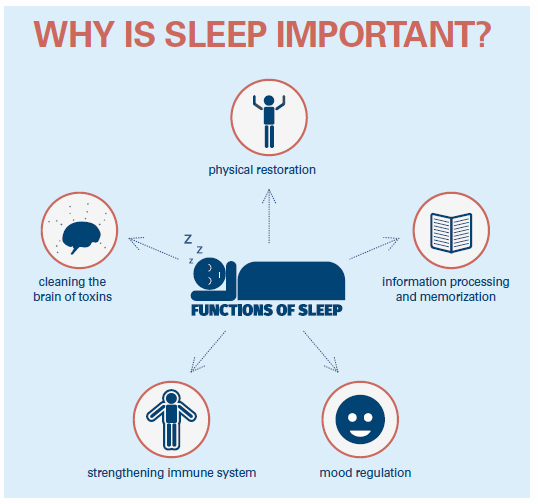 WHY IS SLEEP IMPORTANT?
physical restoration
cleaning the
brain of toxins
Z
Z
Z
information processing
and memorization
FUNCTIONS OF SLEEP
strengthening immune system
mood regulation